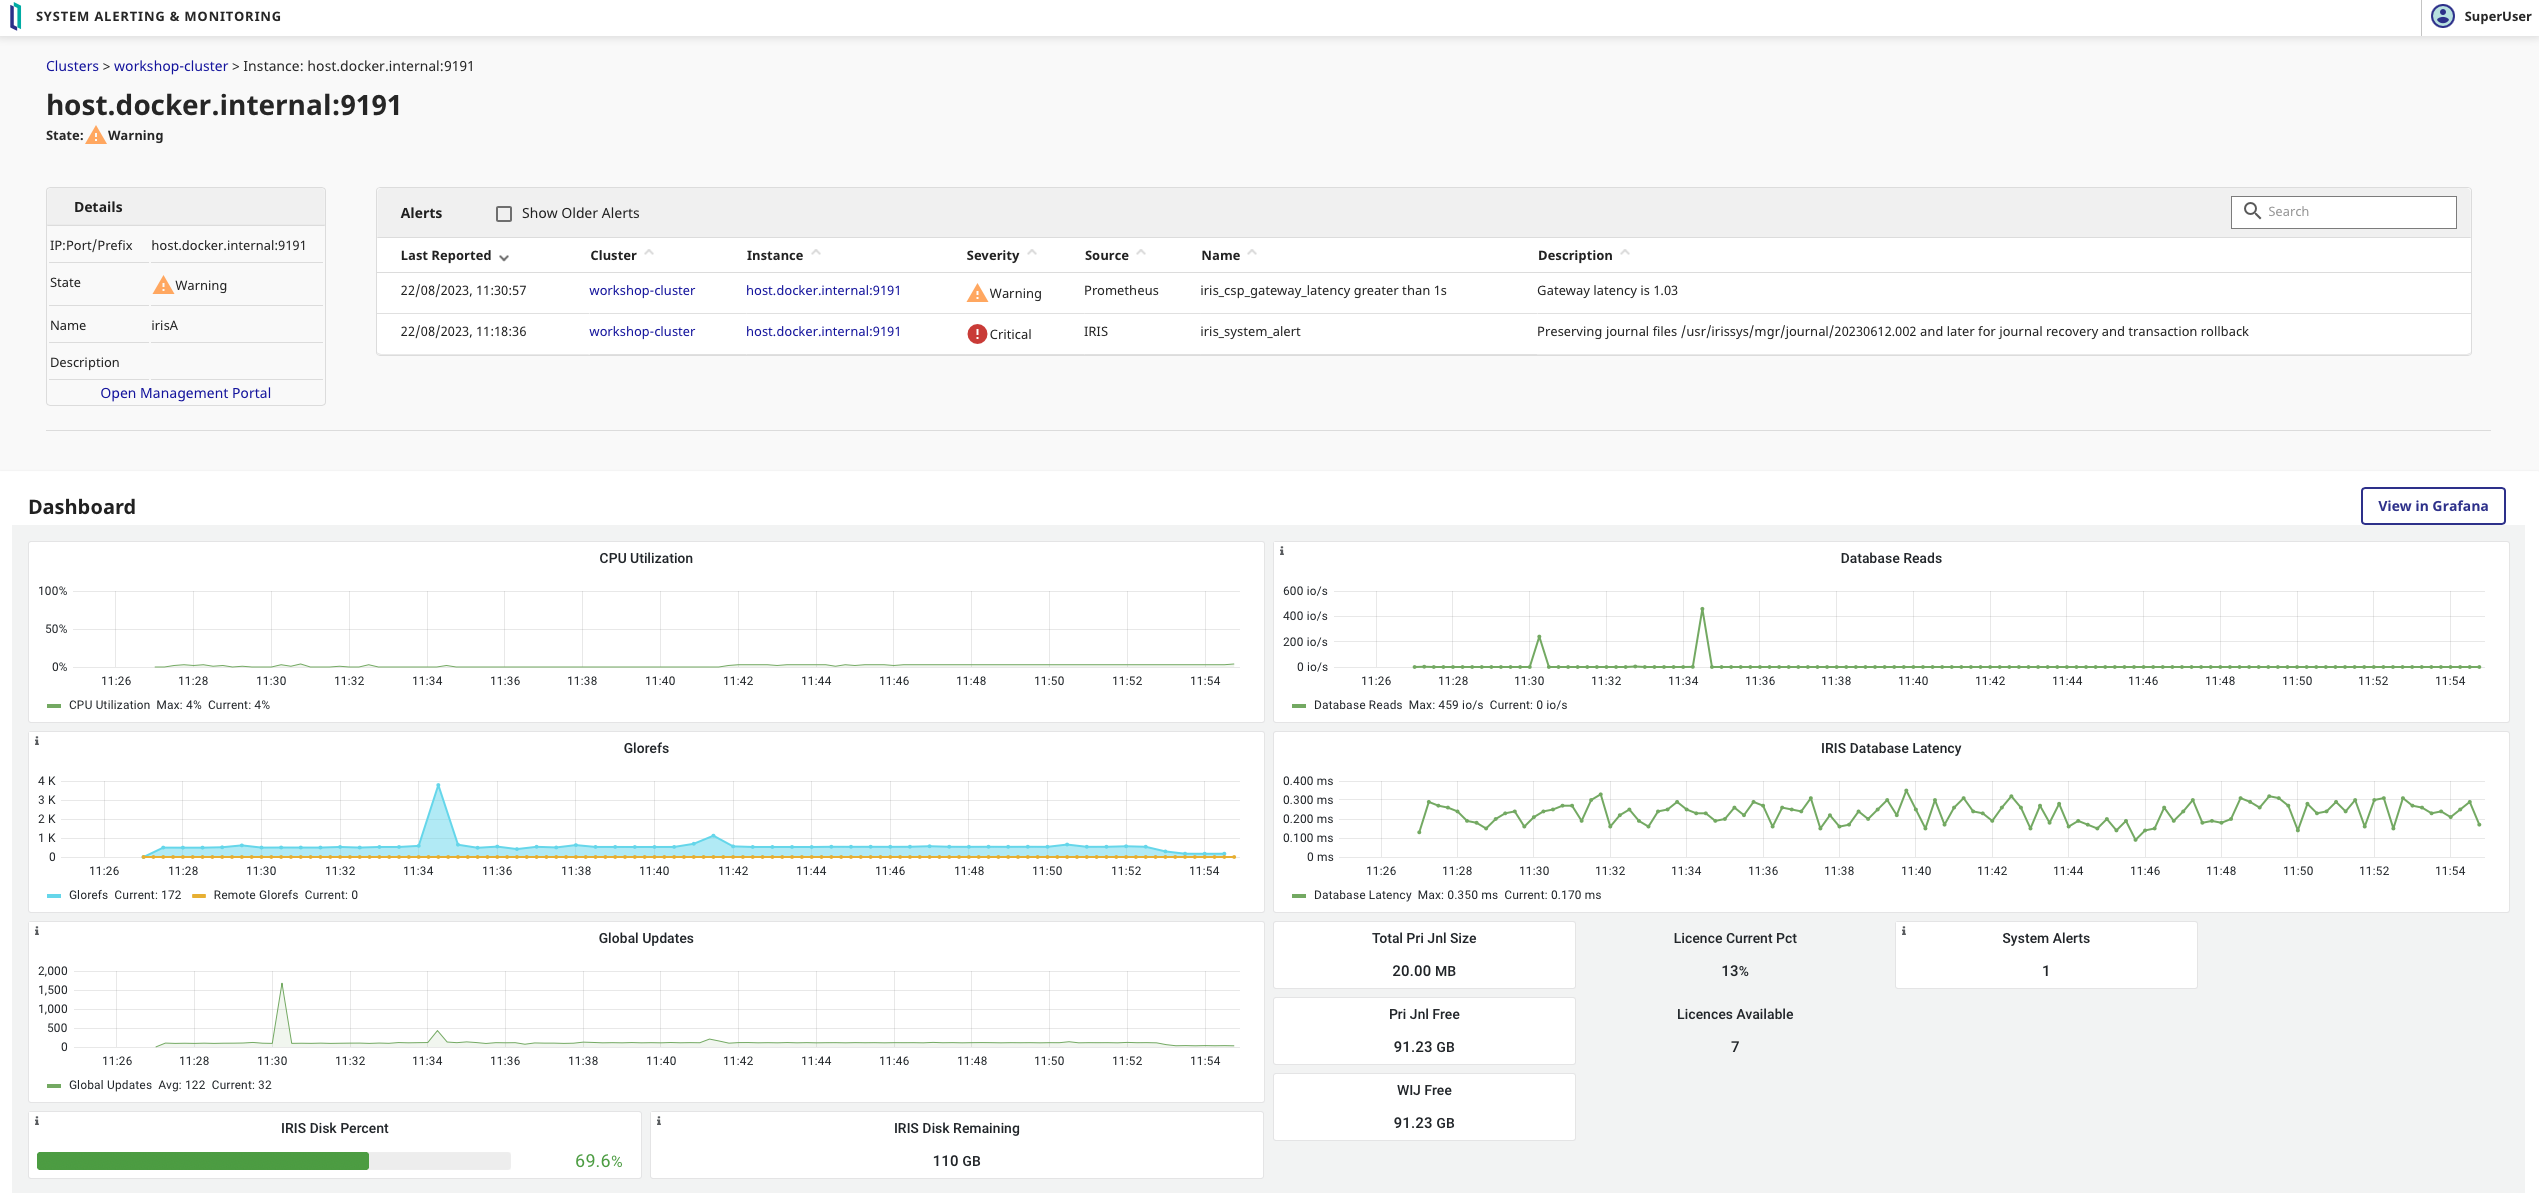 SYSTEM ALERTING & MONITORING
SuperUser
Clusters > workshop-cluster > Instance: host.docker.internal:9191
host.docker.internal:9191
State: Warning
Details
IP:Port/Prefix host.docker.internal:9191
State Warning
Name irisA
Description
Open Management Portal
Alerts Show Older Alerts Search
Last Reported Cluster Instance Severity Source Name Description
22/08/2023, 11:30:57 workshop-cluster host.docker.internal:9191 Warning Prometheus iris_csp_gateway_latency greater than 1s Gateway latency is 1.03
22/08/2023, 11:18:36 workshop-cluster host.docker.internal:9191 Critical IRIS iris_system_alert Preserving journal files /usr/irissys/mgr/journal/20230612.002 and later for journal recovery and transaction rollback
Dashboard
View in Grafana
CPU Utilization
100%
50%
0%
11:26 11:28 11:30 11:32 11:34 11:36 11:38 11:40 11:42 11:44 11:46 11:48 11:50 11:52 11:54
CPU Utilization Max: 4% Current: 4%
Database Reads
600 io/s
400 io/s
200 io/s
0 io/s
11:26 11:28 11:30 11:32 11:34 11:36 11:38 11:40 11:42 11:44 11:46 11:48 11:50 11:52 11:54
Database Reads Max: 459 io/s Current: 0 io/s
Glorefs
4 K
3 K
2 K
1 K
0
11:26 11:28 11:30 11:32 11:34 11:36 11:38 11:40 11:42 11:44 11:46 11:48 11:50 11:52 11:54
Glorefs Current: 172 Remote Glorefs Current: 0
IRIS Database Latency
0.400 ms
0.300 ms
0.200 ms
0.100 ms
0 ms
11:26 11:28 11:30 11:32 11:34 11:36 11:38 11:40 11:42 11:44 11:46 11:48 11:50 11:52 11:54
Database Latency Max: 0.350 ms Current: 0.170 ms
Global Updates
2,000
1,500
1,000
500
0
11:26 11:28 11:30 11:32 11:34 11:36 11:38 11:40 11:42 11:44 11:46 11:48 11:50 11:52 11:54
Global Updates Avg: 122 Current: 32
Total Pri Jnl Size
20.00 MB
Licence Current Pct
13%
System Alerts
1
Pri Jnl Free
91.23 GB
Licences Available
7
WIJ Free
91.23 GB
IRIS Disk Percent
69.6%
IRIS Disk Remaining
110 GB